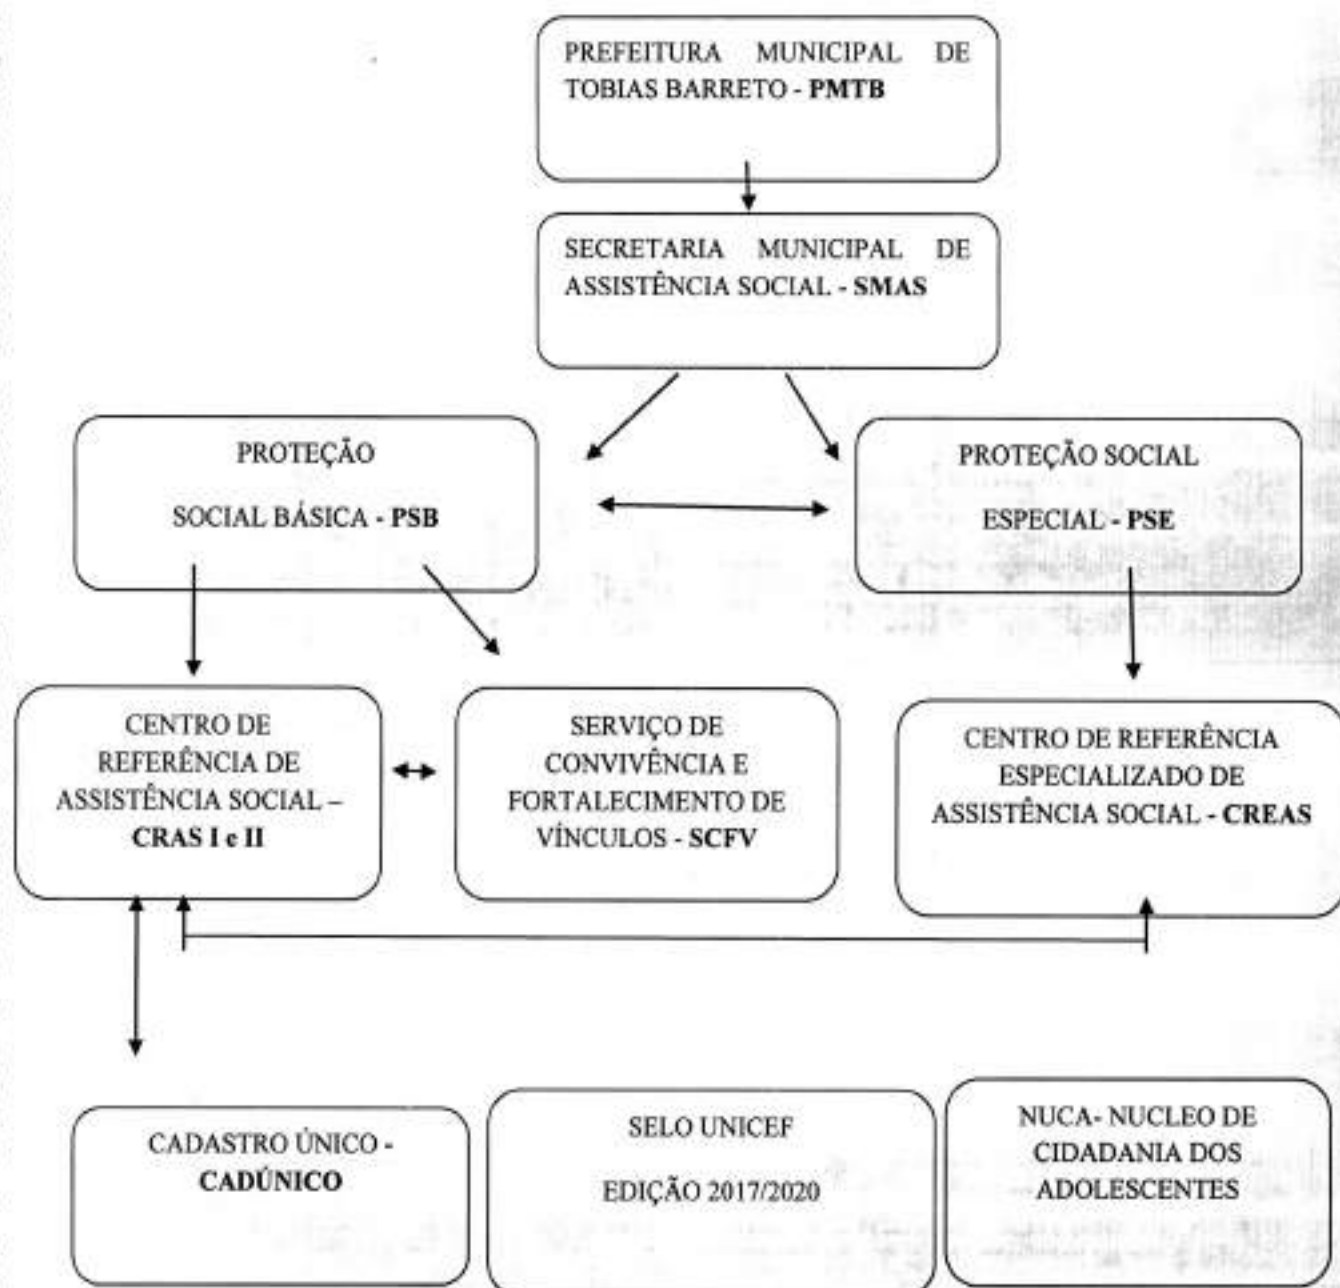 PREFEITURA MUNICIPAL DE
TOBIAS BARRETO - PMTB
SECRETARIA MUNICIPAL DE
ASSISTÊNCIA SOCIAL - SMAS
PROTEÇÃO
SOCIAL BÁSICA - PSB
PROTEÇÃO SOCIAL
ESPECIAL - PSE
CENTRO DE
REFERÊNCIA DE
ASSISTÊNCIA SOCIAL –
CRAS I e II
SERVIÇO DE
CONVIVÊNCIA E
FORTALECIMENTO DE
VÍNCULOS - SCFV
CENTRO DE REFERÊNCIA
ESPECIALIZADO DE
ASSISTÊNCIA SOCIAL - CREAS
CADASTRO ÚNICO -
CADÚNICO
SELO UNICEF
EDIÇÃO 2017/2020
NUCA- NUCLEO DE
CIDADANIA DOS
ADOLESCENTES